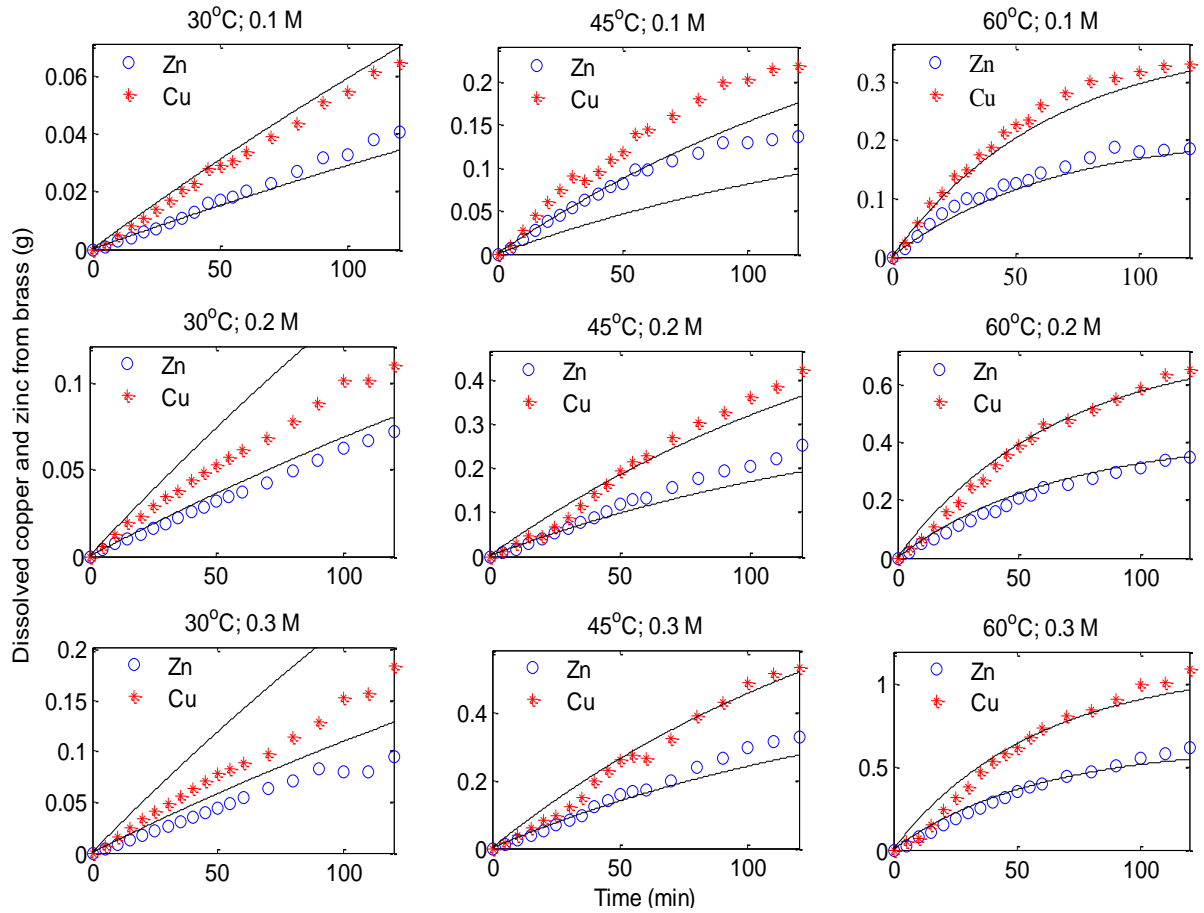 Dissolved copper and zinc from brass (g)
30°C; 0.1 M
Zn
Cu
0.06
0.04
0.02
0
0 50 100
45°C; 0.1 M
Zn
Cu
0.2
0.15
0.1
0.05
0
0 50 100
60°C; 0.1 M
Zn
Cu
0.3
0.2
0.1
0
0 50 100
30°C; 0.2 M
Zn
Cu
0.1
0.05
0
0 50 100
45°C; 0.2 M
Zn
Cu
0.4
0.3
0.2
0.1
0
0 50 100
60°C; 0.2 M
Zn
Cu
0.6
0.4
0.2
0
0 50 100
30°C; 0.3 M
Zn
Cu
0.2
0.15
0.1
0.05
0
0 50 100
45°C; 0.3 M
Zn
Cu
0.4
0.2
0
0 50 100
60°C; 0.3 M
Zn
Cu
1
0.5
0
0 50 100
Time (min)